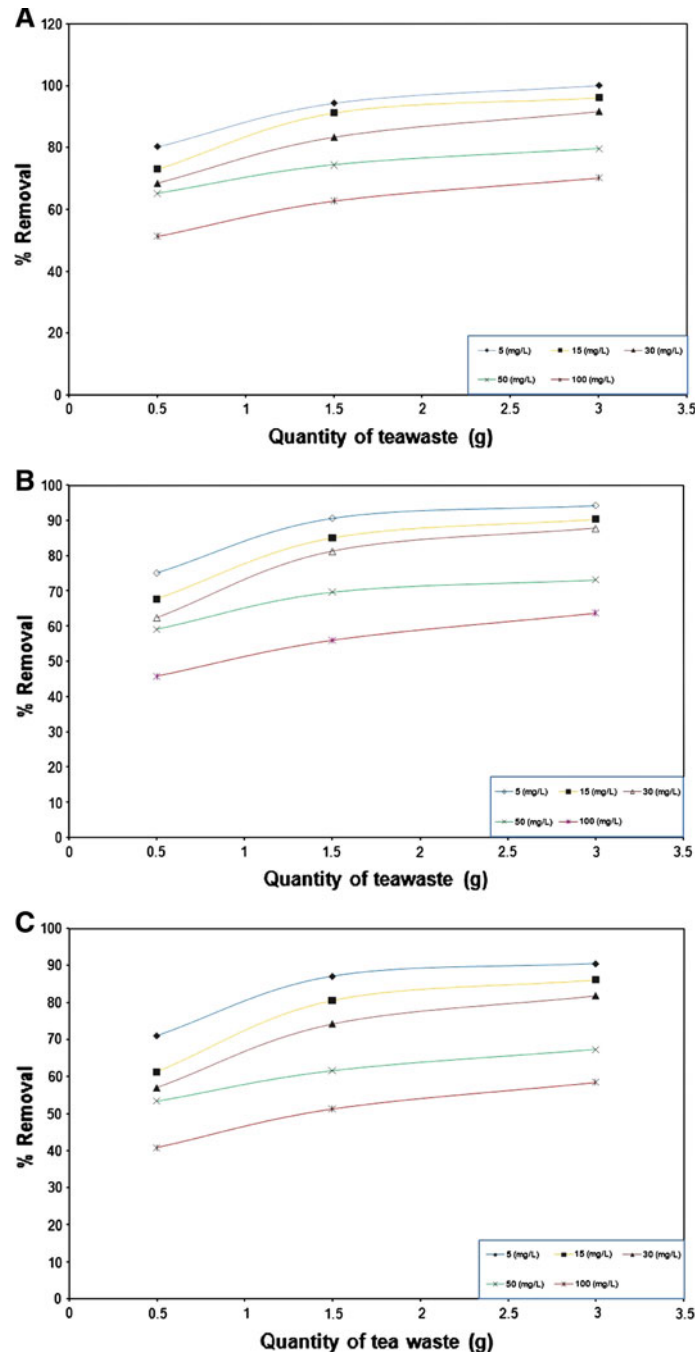 A
120
100
80
60
40
20
0
% Removal
0 0.5 1 1.5 2 2.5 3 3.5
Quantity of teawaste (g)
5 (mg/L) 15 (mg/L) 30 (mg/L)
50 (mg/L) 100 (mg/L)
B
100
90
80
70
60
50
40
30
20
10
0
% Removal
0 0.5 1 1.5 2 2.5 3 3.5
Quantity of teawaste (g)
5 (mg/L) 15 (mg/L) 30 (mg/L)
50 (mg/L) 100 (mg/L)
C
100
90
80
70
60
50
40
30
20
10
0
% Removal
0 0.5 1 1.5 2 2.5 3 3.5
Quantity of tea waste (g)
5 (mg/L) 15 (mg/L) 30 (mg/L)
50 (mg/L) 100 (mg/L)